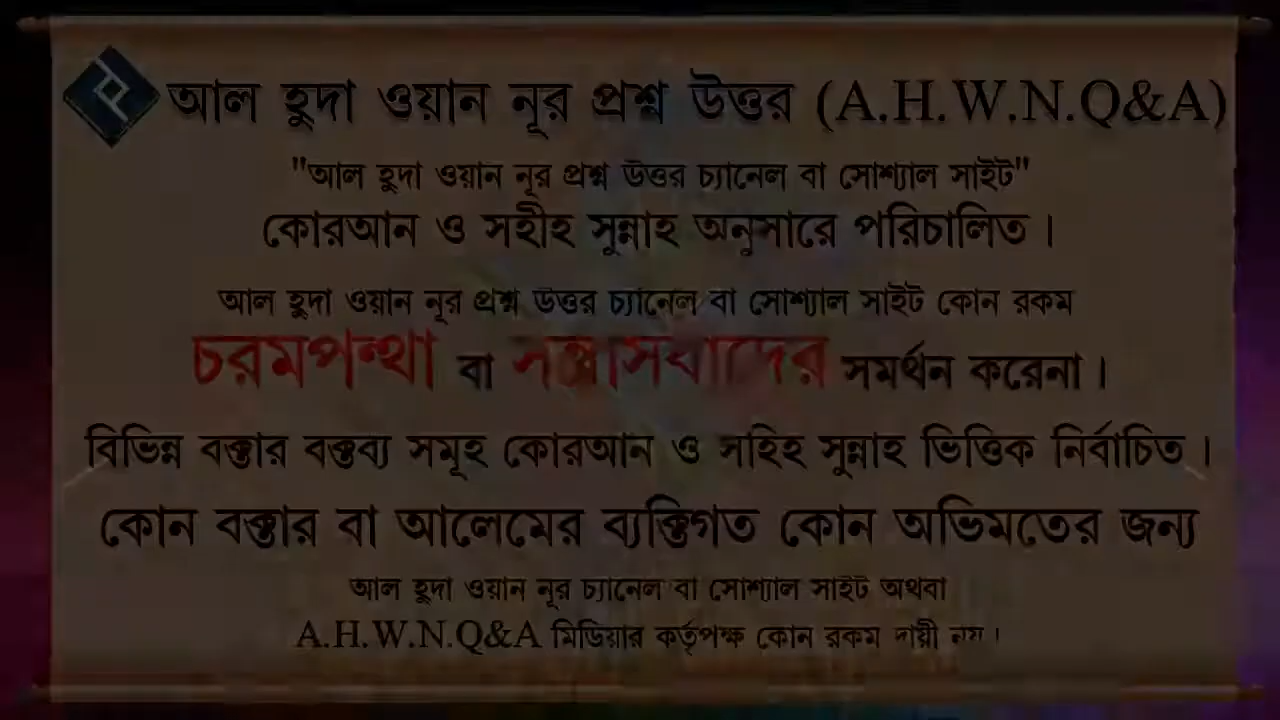 আল হুদা ওয়ান নূর প্রশ্ন উত্তর (A.H.W.N.Q&A)
"আল হুদা ওয়ান নূর প্রশ্ন উত্তর চ্যানেল বা সোশ্যাল সাইট"
কোরআন ও সহীহ সুন্নাহ অনুসারে পরিচালিত।
আল হুদা ওয়ান নূর প্রশ্ন উত্তর চ্যানেল বা সোশ্যাল সাইট কোন রকম
চরমপন্থা বা সন্ত্রাসবাদের সমর্থন করেনা।
বিভিন্ন বক্তার বক্তব্য সমূহ কোরআন ও সহিহ সুন্নাহ ভিত্তিক নির্বাচিত।
কোন বক্তার বা আলেমের ব্যক্তিগত কোন অভিমতের জন্য
আল হুদা ওয়ান নূর চ্যানেল বা সোশ্যাল সাইট অথবা
A.H.W.N.Q&A মিডিয়ার কর্তৃপক্ষ কোন রকম দায়ী নয়।